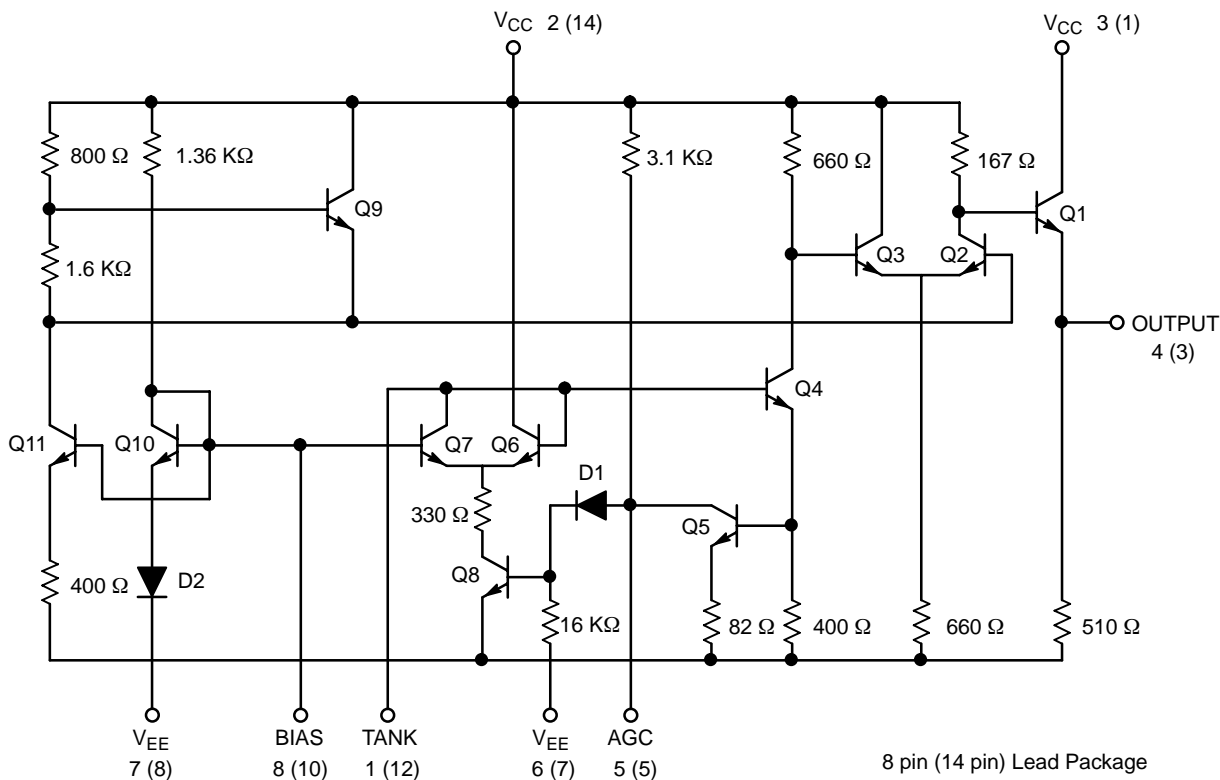 VCC 2 (14)
VCC 3 (1)
800 Ω
1.36 KΩ
3.1 KΩ
660 Ω
167 Ω
Q9
Q1
1.6 KΩ
Q3
Q2
OUTPUT
4 (3)
Q4
Q11
Q10
Q7
Q6
D1
330 Ω
Q5
D2
Q8
400 Ω
16 KΩ
82 Ω
400 Ω
660 Ω
510 Ω
VEE
7 (8)
BIAS
8 (10)
TANK
1 (12)
VEE
6 (7)
AGC
5 (5)
8 pin (14 pin) Lead Package